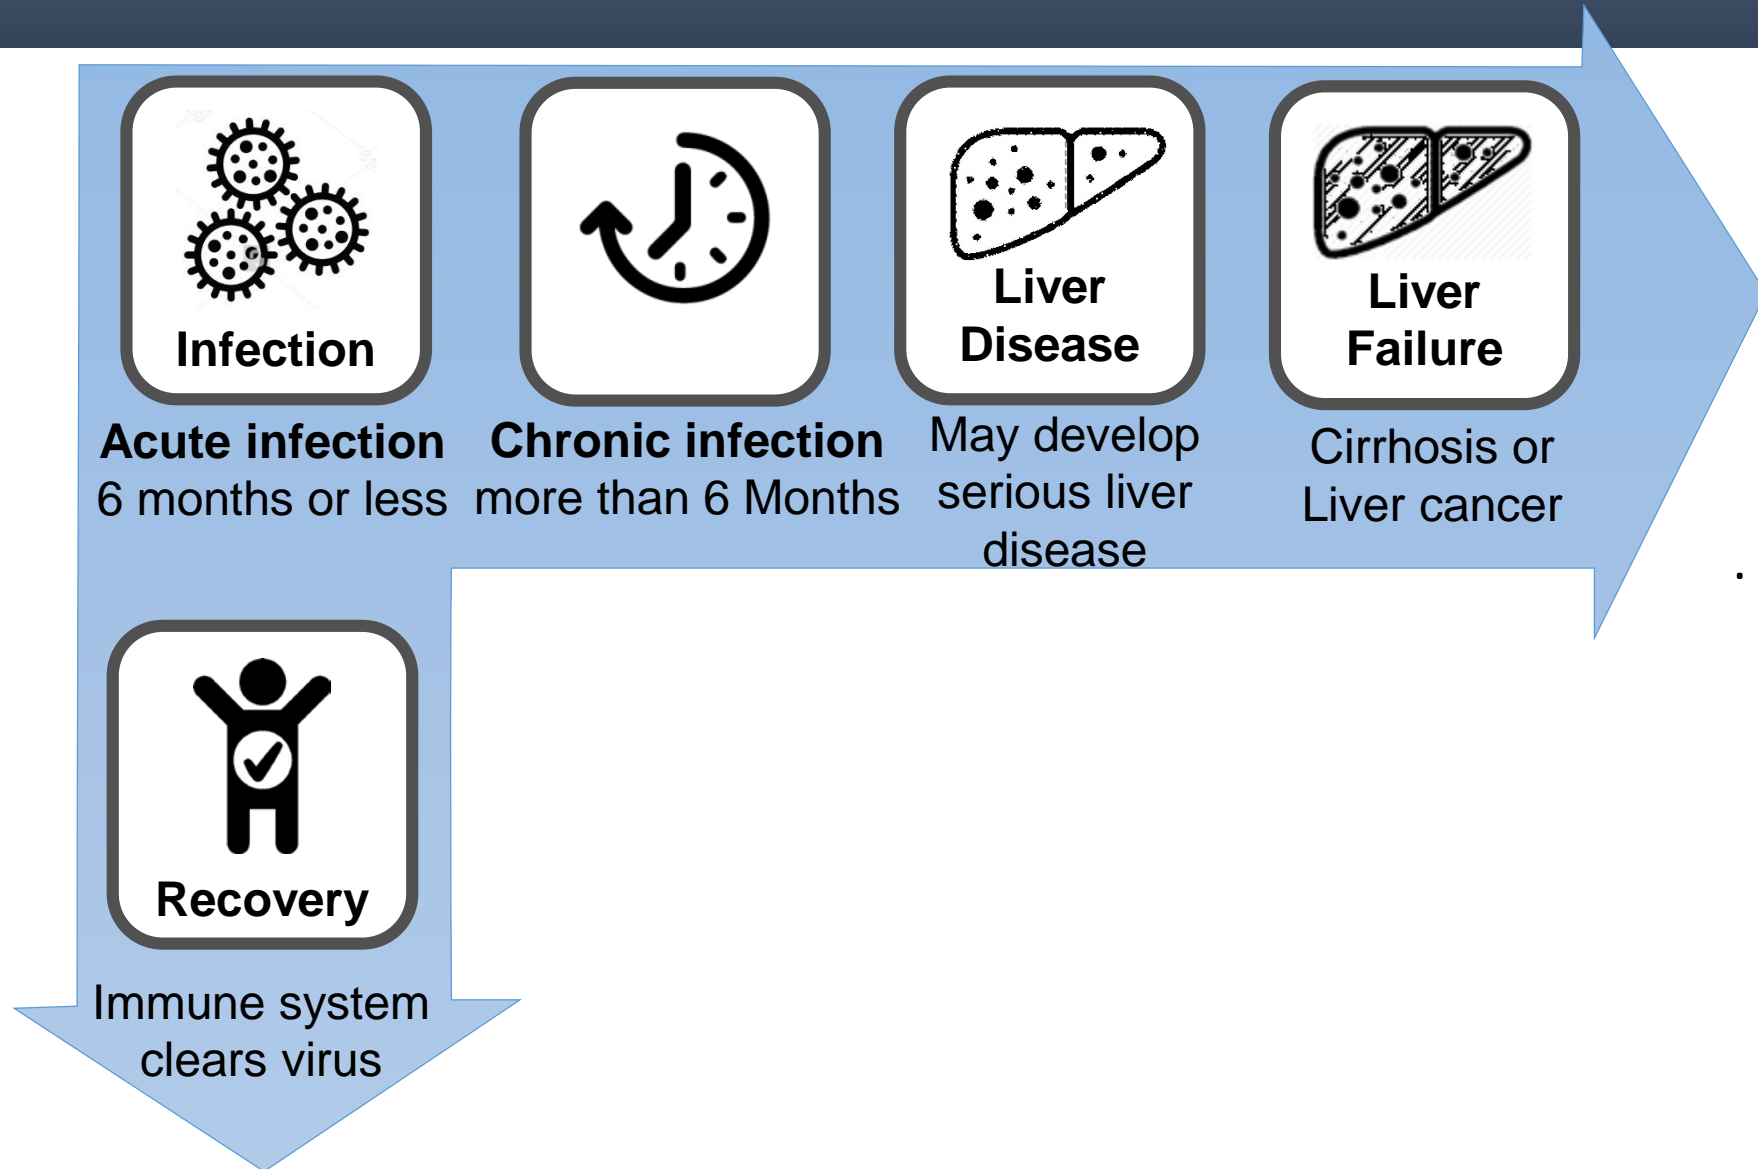 Infection
Acute infection
6 months or less
Chronic infection
more than 6 Months
Liver
Disease
May develop
serious liver
disease
Liver
Failure
Cirrhosis or
Liver cancer
.
Recovery
Immune system
clears virus